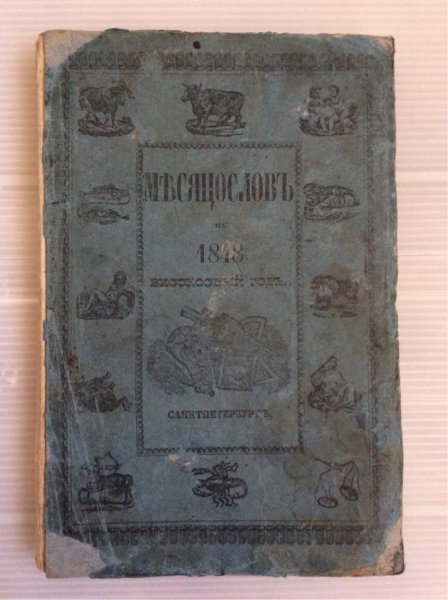 МѢСЯЦОСЛОВЪ
на
1848
ВИСОКОСНЫЙ ГОДЪ.
САНКТПЕТЕРБУРГЪ.